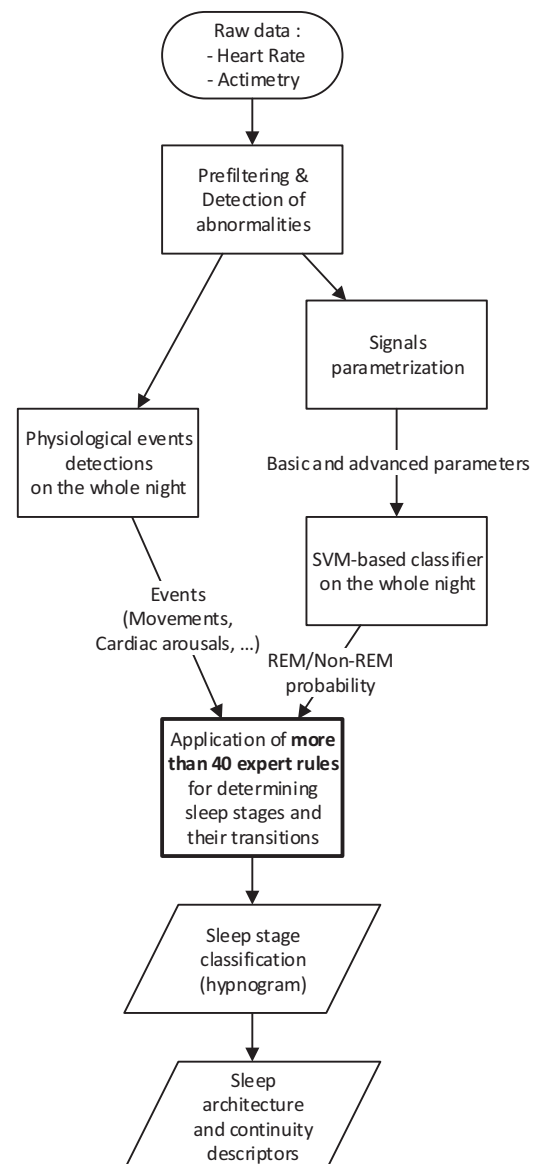 Raw data :
- Heart Rate
- Actimetry
Prefiltering &
Detection of
abnormalities
Signals
parametrization
Physiological events
detections
on the whole night
Basic and advanced parameters
SVM-based classifier
on the whole night
Events
(Movements,
Cardiac arousals, ...)
REM/Non-REM
probability
Application of more
than 40 expert rules
for determining
sleep stages and
their transitions
Sleep stage
classification
(hypnogram)
Sleep
architecture
and continuity
descriptors